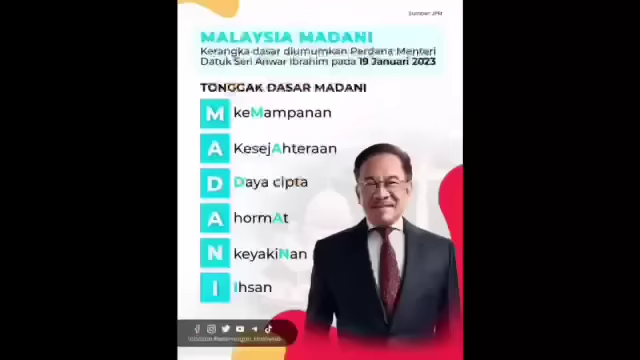 Sumber: JPM
MALAYSIA MADANI
Kerangka dasar diumumkan Perdana Menteri
Datuk Seri Anwar Ibrahim pada 19 Januari 2023
TONGGAK DASAR MADANI
M keMampanan
A KesejAhteraan
D Daya cipta
A hormAt
N keyakiNan
I Ihsan